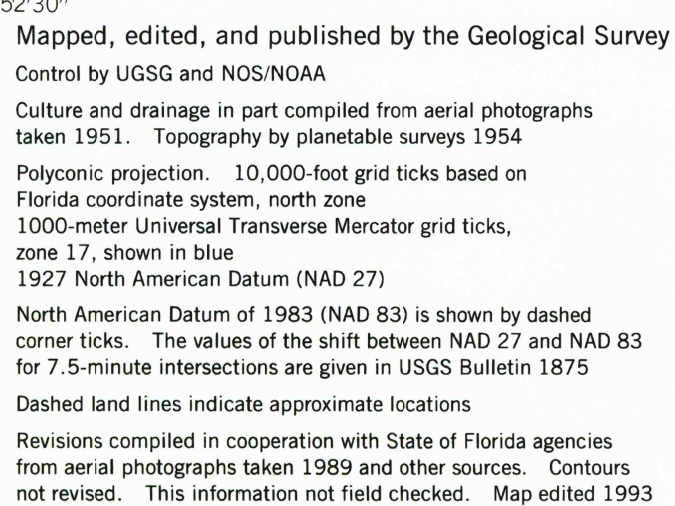 52'30"
Mapped, edited, and published by the Geological Survey
Control by UGSG and NOS/NOAA
Culture and drainage in part compiled from aerial photographs
taken 1951. Topography by planetable surveys 1954
Polyconic projection. 10,000-foot grid ticks based on
Florida coordinate system, north zone
1000-meter Universal Transverse Mercator grid ticks,
zone 17, shown in blue
1927 North American Datum (NAD 27)
North American Datum of 1983 (NAD 83) is shown by dashed
corner ticks. The values of the shift between NAD 27 and NAD 83
for 7.5-minute intersections are given in USGS Bulletin 1875
Dashed land lines indicate approximate locations
Revisions compiled in cooperation with State of Florida agencies
from aerial photographs taken 1989 and other sources. Contours
not revised. This information not field checked. Map edited 1993